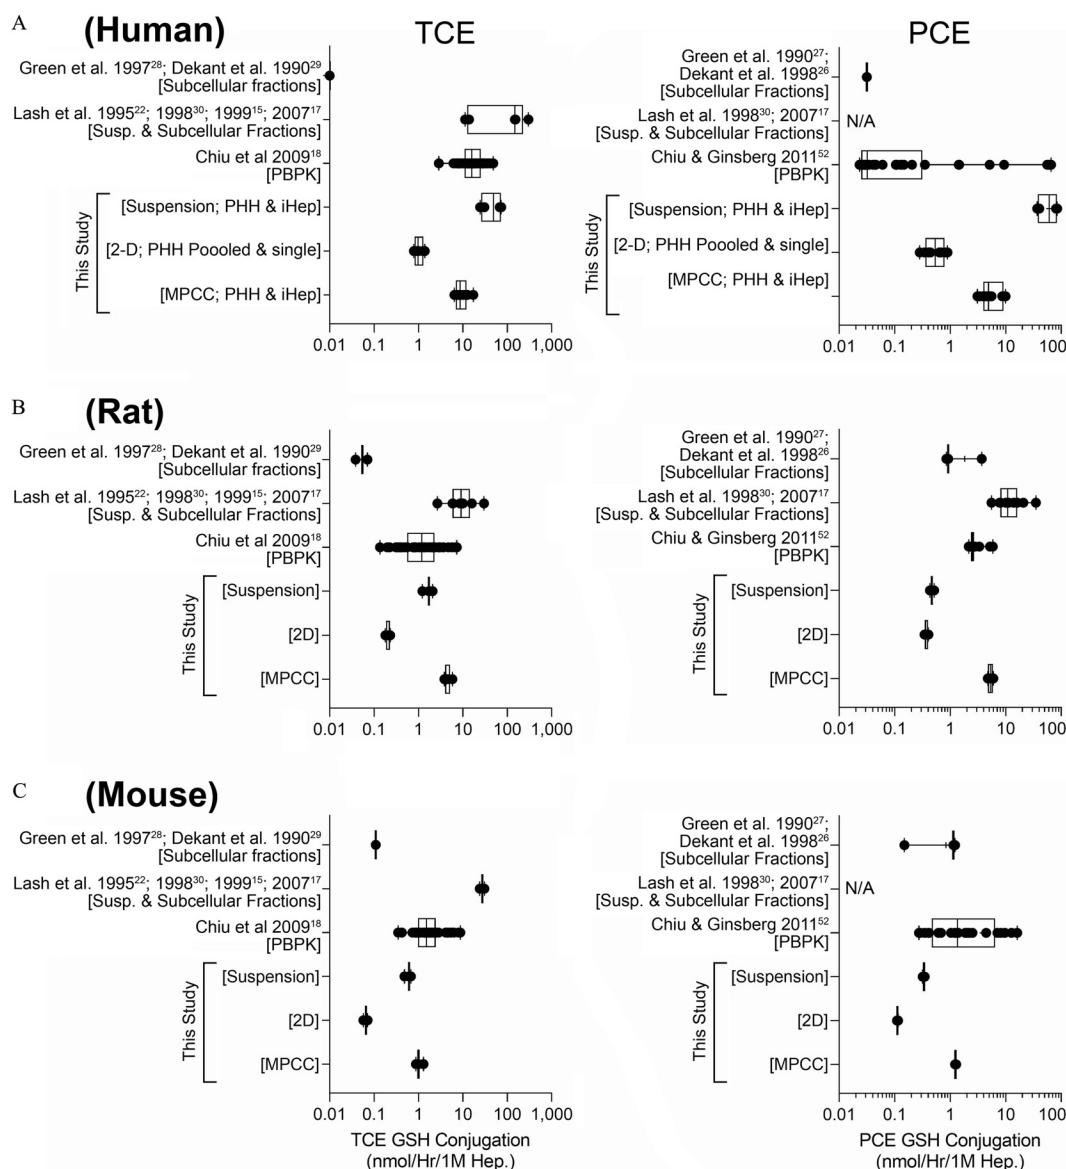 A
(Human)
TCE
PCE
Green et al. 1997²⁸; Dekant et al. 1990²⁹
[Subcellular fractions]
Lash et al. 1995²²; 1998³⁰; 1999¹⁵; 2007¹⁷
[Susp. & Subcellular Fractions]
Chiu et al 2009¹⁸
[PBPK]
This Study
[Suspension; PHH & iHep]
[2-D; PHH Poooled & single]
[MPCC; PHH & iHep]
0.01 0.1 1 10 100 1,000
Green et al. 1990²⁷;
Dekant et al. 1998²⁶
[Subcellular Fractions]
Lash et al. 1998³⁰; 2007¹⁷
[Susp. & Subcellular Fractions]
N/A
Chiu & Ginsberg 2011⁵²
[PBPK]
This Study
[Suspension; PHH & iHep]
[2-D; PHH Poooled & single]
[MPCC; PHH & iHep]
0.01 0.1 1 10 100
B
(Rat)
Green et al. 1997²⁸; Dekant et al. 1990²⁹
[Subcellular fractions]
Lash et al. 1995²²; 1998³⁰; 1999¹⁵; 2007¹⁷
[Susp. & Subcellular Fractions]
Chiu et al 2009¹⁸
[PBPK]
This Study
[Suspension]
[2D]
[MPCC]
0.01 0.1 1 10 100 1,000
Green et al. 1990²⁷;
Dekant et al. 1998²⁶
[Subcellular Fractions]
Lash et al. 1998³⁰; 2007¹⁷
[Susp. & Subcellular Fractions]
Chiu & Ginsberg 2011⁵²
[PBPK]
This Study
[Suspension]
[2D]
[MPCC]
0.01 0.1 1 10 100
C
(Mouse)
Green et al. 1997²⁸; Dekant et al. 1990²⁹
[Subcellular fractions]
Lash et al. 1995²²; 1998³⁰; 1999¹⁵; 2007¹⁷
[Susp. & Subcellular Fractions]
Chiu et al 2009¹⁸
[PBPK]
This Study
[Suspension]
[2D]
[MPCC]
0.01 0.1 1 10 100 1,000
TCE GSH Conjugation
(nmol/Hr/1M Hep.)
Green et al. 1990²⁷;
Dekant et al. 1998²⁶
[Subcellular Fractions]
Lash et al. 1998³⁰; 2007¹⁷
[Susp. & Subcellular Fractions]
N/A
Chiu & Ginsberg 2011⁵²
[PBPK]
This Study
[Suspension]
[2D]
[MPCC]
0.01 0.1 1 10 100
PCE GSH Conjugation
(nmol/Hr/1M Hep.)